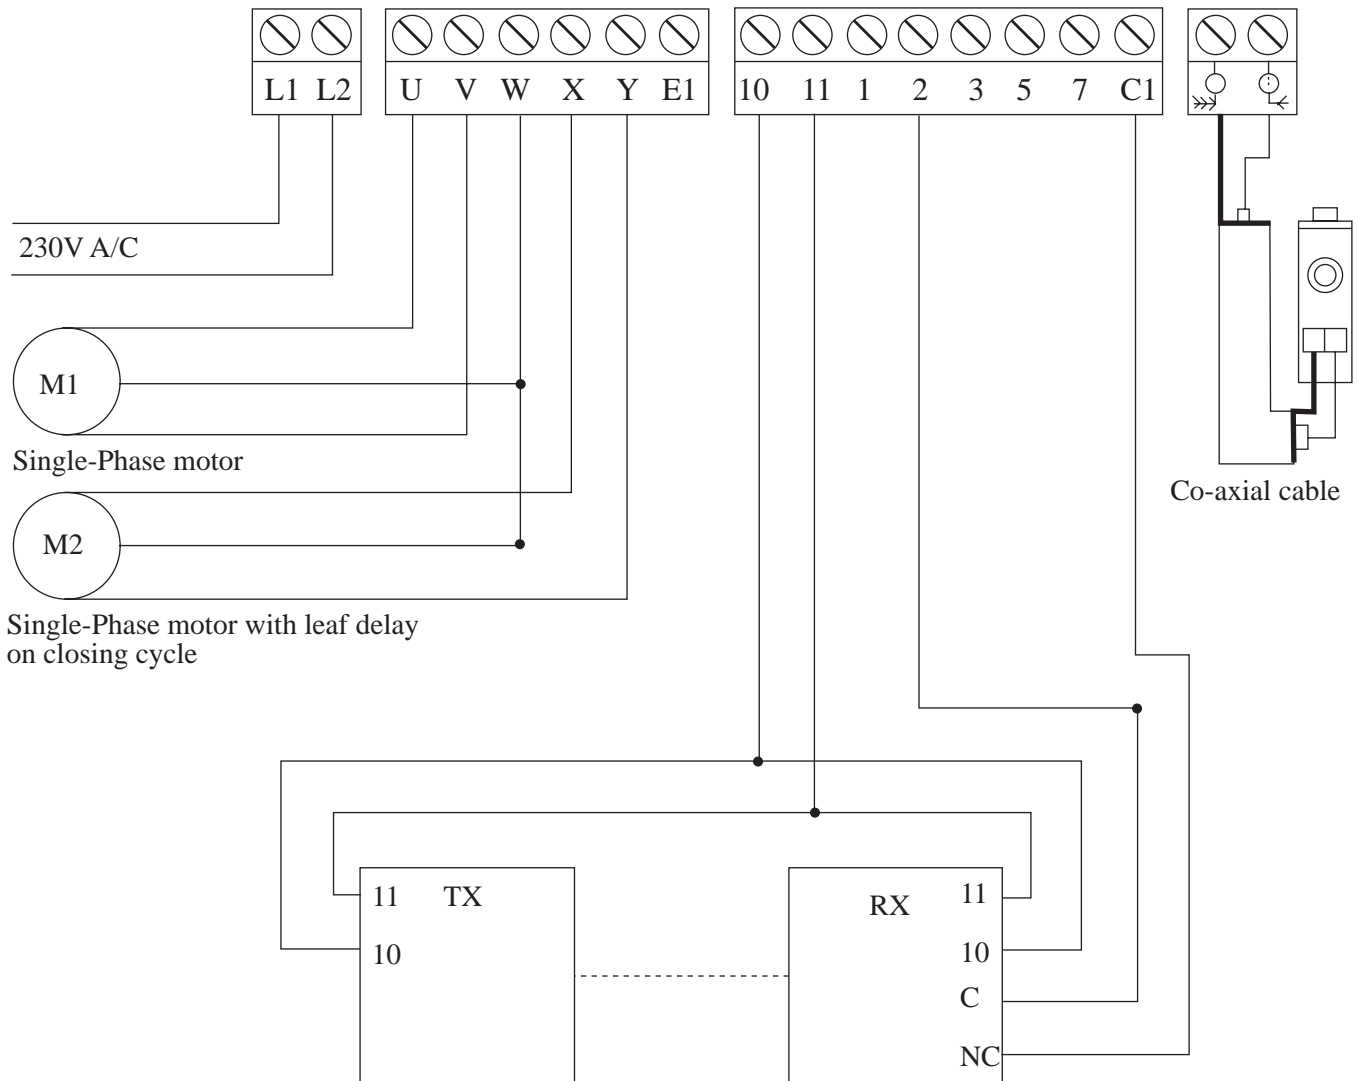 L1 L2 U V W X Y E1 10 11 1 2 3 5 7 C1
230V A/C
M1
Single-Phase motor
Co-axial cable
M2
Single-Phase motor with leaf delay
on closing cycle
11 TX RX 11
10 10
C
NC